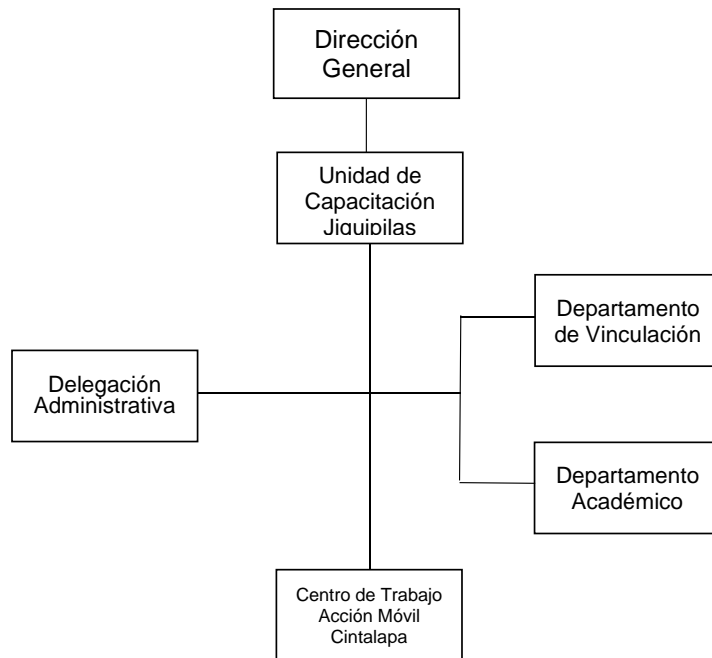 Dirección
General
Unidad de
Capacitación
Jiquipilas
Departamento
de Vinculación
Delegación
Administrativa
Departamento
Académico
Centro de Trabajo
Acción Móvil
Cintalapa